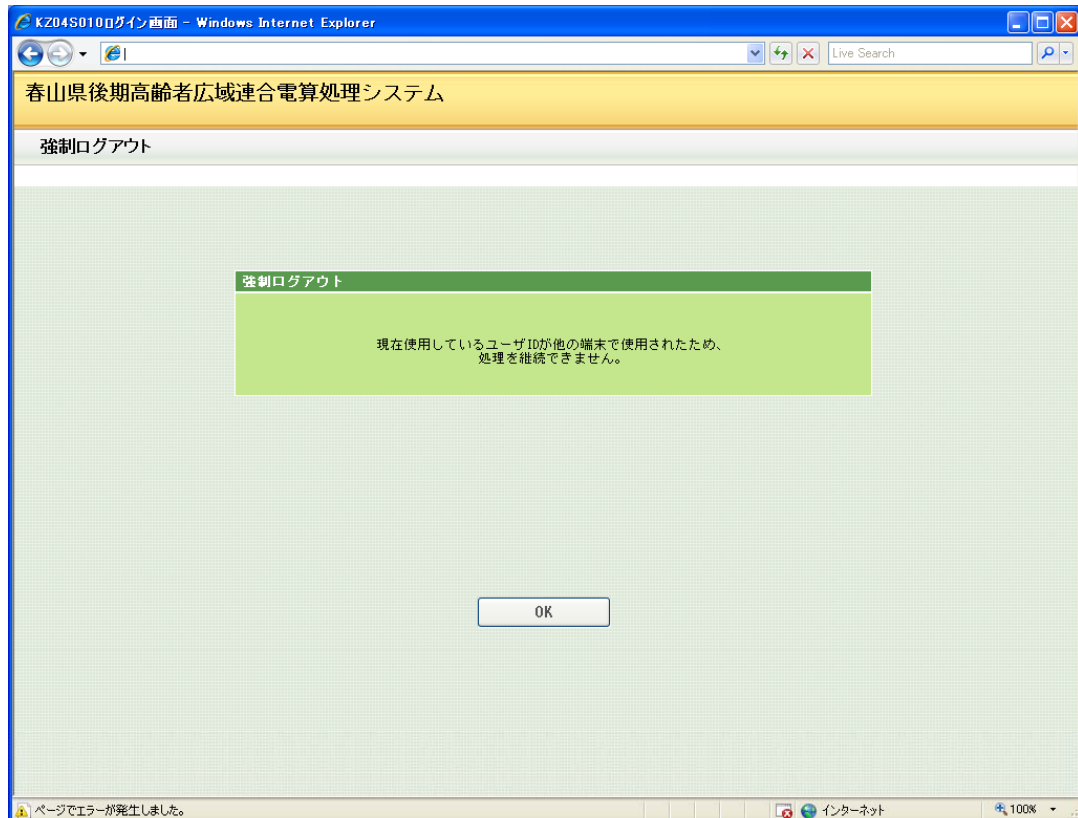 KZ04S010ログイン画面 - Windows Internet Explorer
Live Search
春山県後期高齢者広域連合電算処理システム
強制ログアウト
強制ログアウト
現在使用しているユーザIDが他の端末で使用されたため、
処理を継続できません。
OK
ページでエラーが発生しました。
インターネット
100%